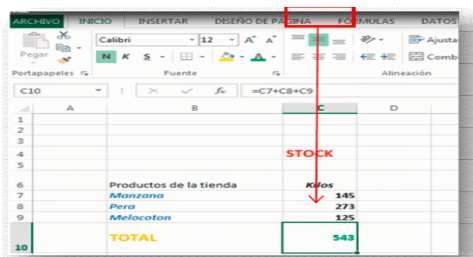 ARCHIVO INICIO INSERTAR DISEÑO DE PÁGINA FÓRMULAS DATOS
Calibri 12 A A Ajusta
Pegar N K S A Comb
Portapapeles Fuente Alineación
C10 fx =C7+C8+C9
A B C D
1
2
3
4 STOCK
5
6 Productos de la tienda Kilos
7 Manzana 145
8 Pera 273
9 Melocoton 125
10 TOTAL 543